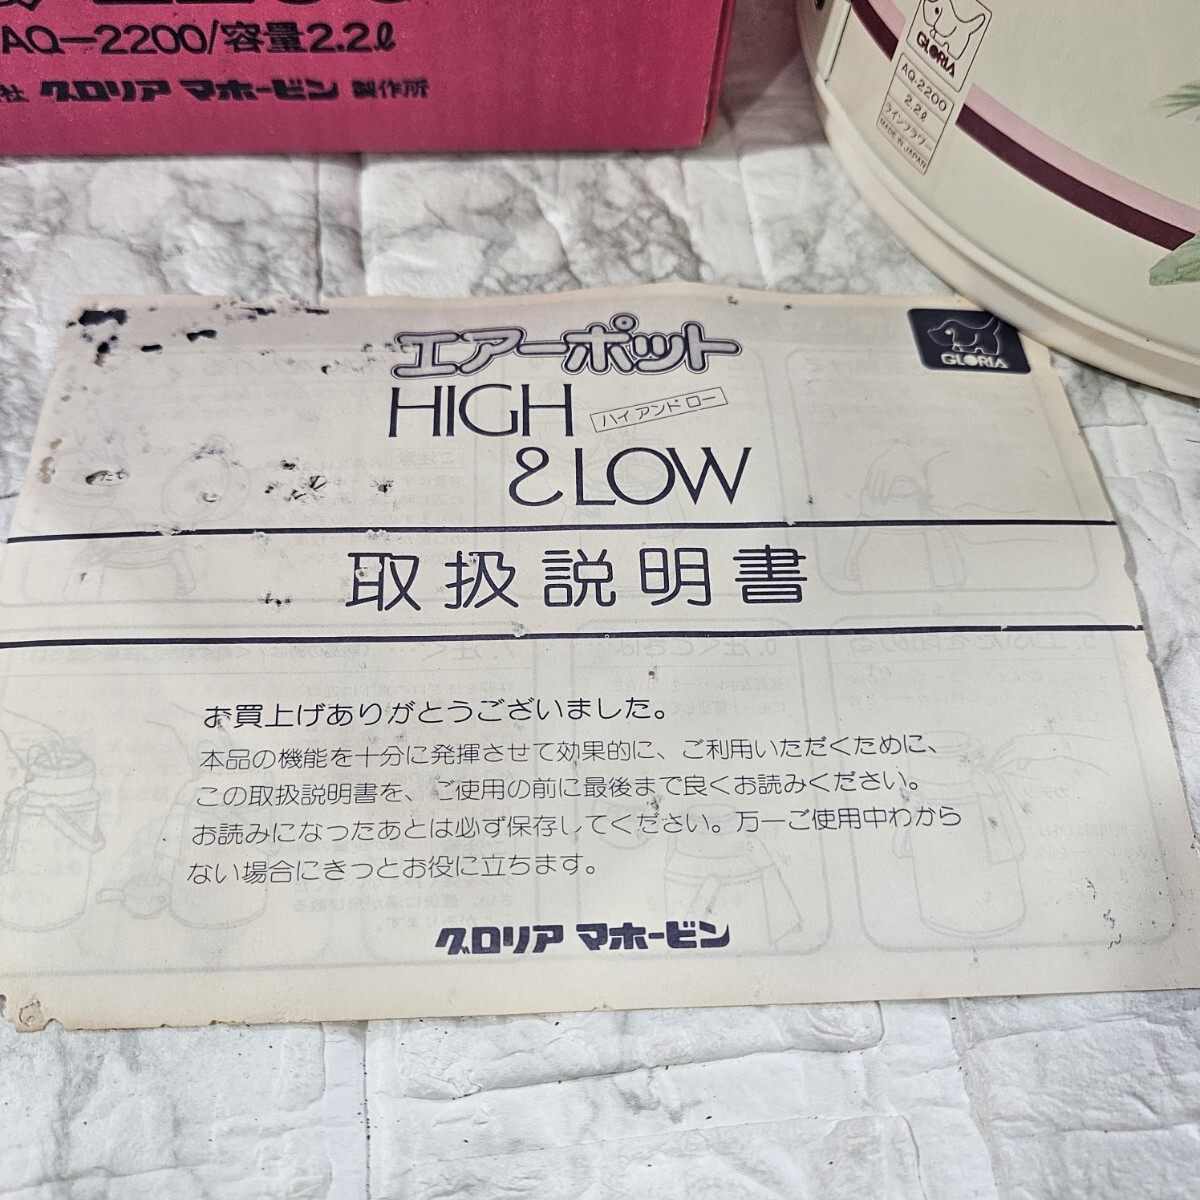 AQ-2200/容量2.2ℓ
社 グロリア マホービン 製作所
GLORIA
AQ-2200
2.2ℓ
ラインフラワー
MADE IN JAPAN
エアーポット
GLORIA
HIGH
ハイ アンド ロー
& LOW
取扱説明書
お買上げありがとうございました。
本品の機能を十分に発揮させて効果的に、ご利用いただくために、
この取扱説明書を、ご使用の前に最後まで良くお読みください。
お読みになったあとは必ず保存してください。万一ご使用中わから
ない場合にきっとお役に立ちます。
グロリア マホービン